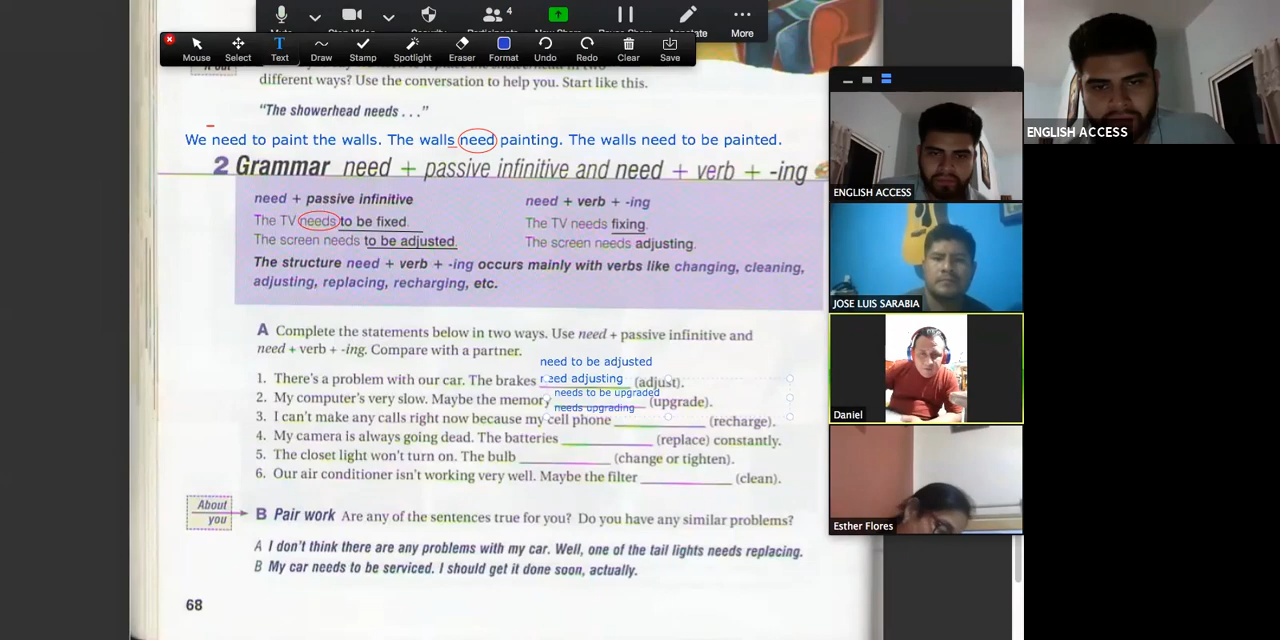 4
More
Mouse Select Text Draw Stamp Spotlight Eraser Format Undo Redo Clear Save
different ways? Use the conversation to help you. Start like this.
"The showerhead needs . . ."
We need to paint the walls. The walls need painting. The walls need to be painted.
2 Grammar need + passive infinitive and need + verb + -ing
need + passive infinitive
need + verb + -ing
The TV needs to be fixed.
The TV needs fixing.
The screen needs to be adjusted.
The screen needs adjusting.
The structure need + verb + -ing occurs mainly with verbs like changing, cleaning,
adjusting, replacing, recharging, etc.
A Complete the statements below in two ways. Use need + passive infinitive and
need + verb + -ing. Compare with a partner.
need to be adjusted
1. There's a problem with our car. The brakes need adjusting (adjust).
needs to be upgraded
2. My computer's very slow. Maybe the memory needs upgrading (upgrade).
3. I can't make any calls right now because my cell phone __________ (recharge).
4. My camera is always going dead. The batteries __________ (replace) constantly.
5. The closet light won't turn on. The bulb __________ (change or tighten).
6. Our air conditioner isn't working very well. Maybe the filter __________ (clean).
About
you
B Pair work Are any of the sentences true for you? Do you have any similar problems?
A I don't think there are any problems with my car. Well, one of the tail lights needs replacing.
B My car needs to be serviced. I should get it done soon, actually.
68
ENGLISH ACCESS
JOSE LUIS SARABIA
Daniel
Esther Flores
ENGLISH ACCESS